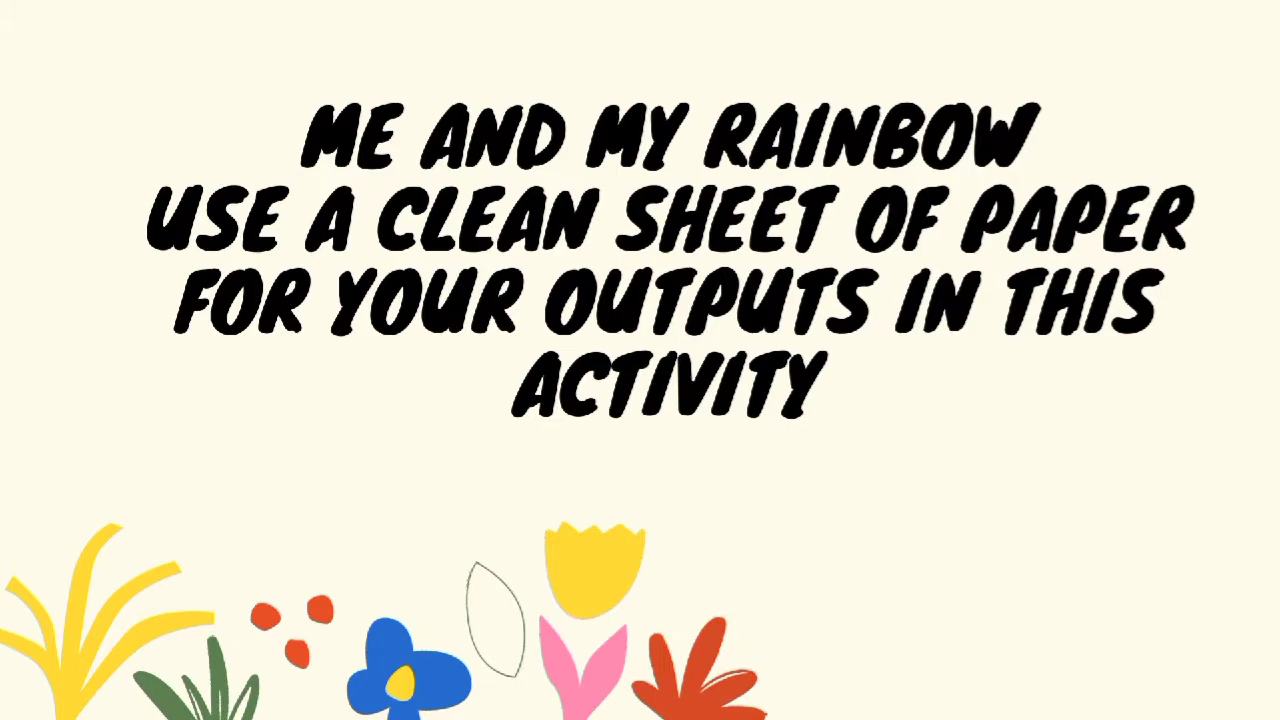 ME AND MY RAINBOW
USE A CLEAN SHEET OF PAPER
FOR YOUR OUTPUTS IN THIS
ACTIVITY